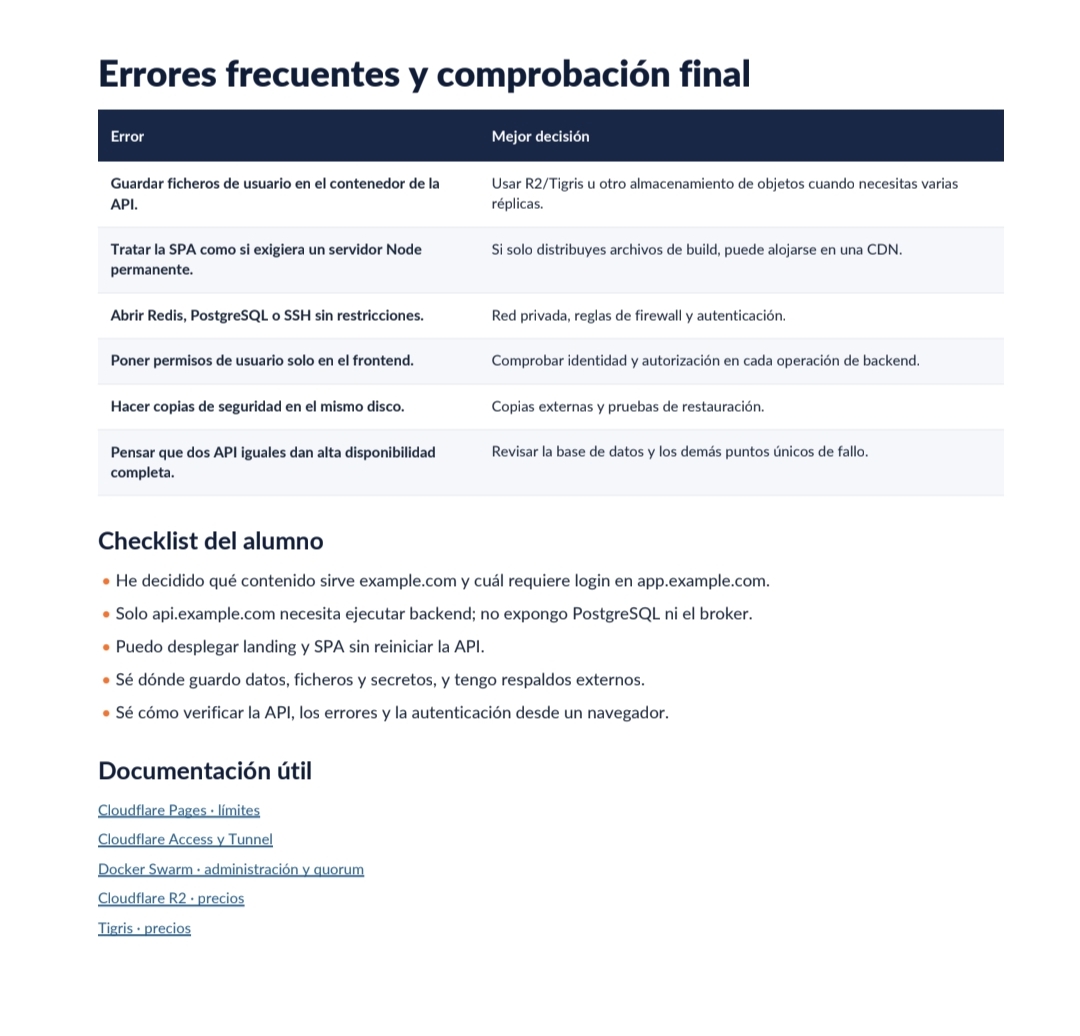 Errores frecuentes y comprobación final
Error
Mejor decisión
Guardar ficheros de usuario en el contenedor de la
API.
Usar R2/Tigris u otro almacenamiento de objetos cuando necesitas varias
réplicas.
Tratar la SPA como si exigiera un servidor Node
permanente.
Si solo distribuyes archivos de build, puede alojarse en una CDN.
Abrir Redis, PostgreSQL o SSH sin restricciones.
Red privada, reglas de firewall y autenticación.
Poner permisos de usuario solo en el frontend.
Comprobar identidad y autorización en cada operación de backend.
Hacer copias de seguridad en el mismo disco.
Copias externas y pruebas de restauración.
Pensar que dos API iguales dan alta disponibilidad
completa.
Revisar la base de datos y los demás puntos únicos de fallo.
Checklist del alumno
• He decidido qué contenido sirve example.com y cuál requiere login en app.example.com.
• Solo api.example.com necesita ejecutar backend; no expongo PostgreSQL ni el broker.
• Puedo desplegar landing y SPA sin reiniciar la API.
• Sé dónde guardo datos, ficheros y secretos, y tengo respaldos externos.
• Sé cómo verificar la API, los errores y la autenticación desde un navegador.
Documentación útil
Cloudflare Pages · límites
Cloudflare Access y Tunnel
Docker Swarm · administración y quorum
Cloudflare R2 · precios
Tigris · precios